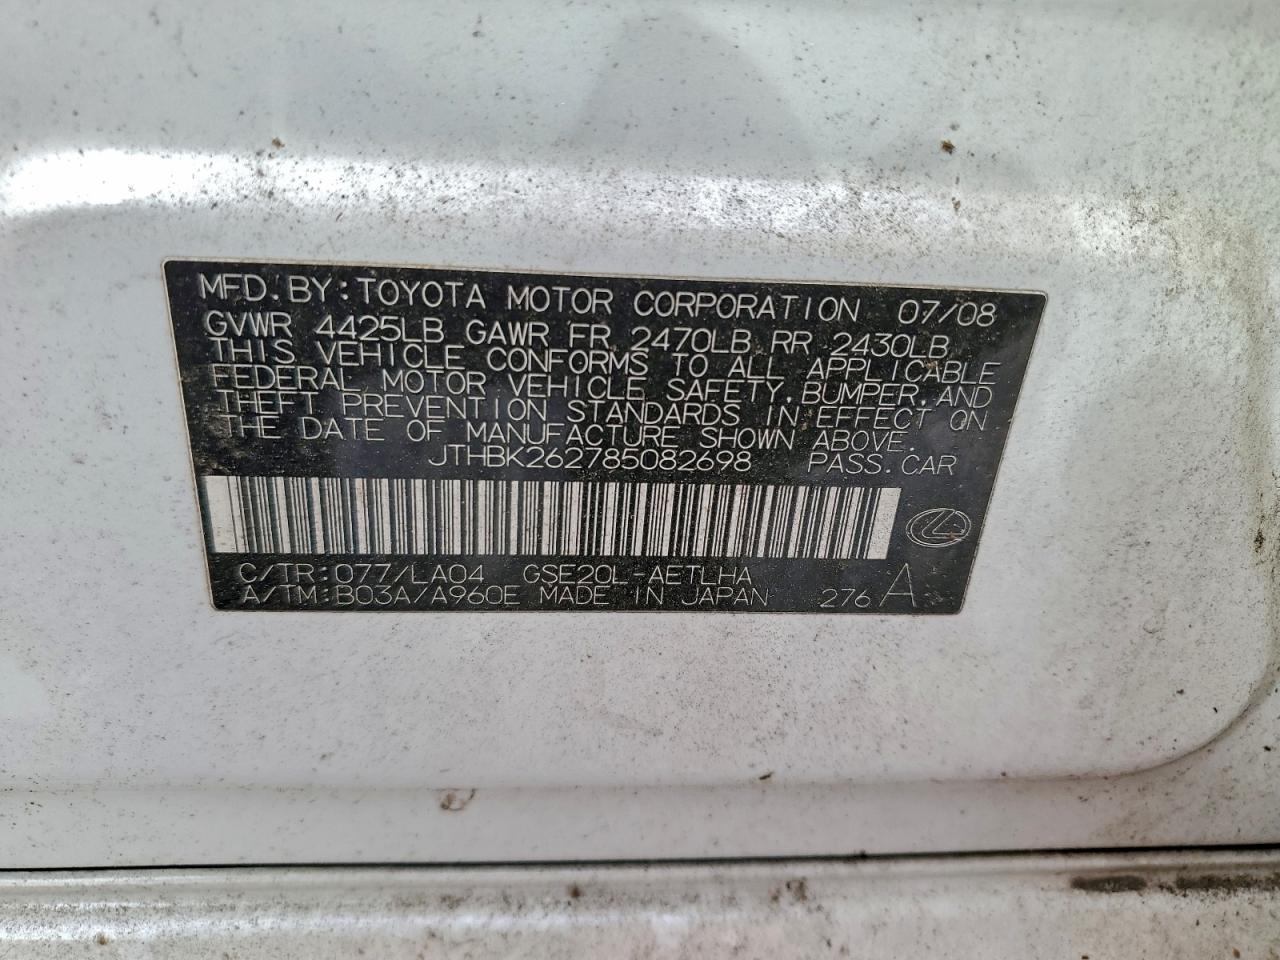 MFD. BY: TOYOTA MOTOR CORPORATION 07/08
GVWR 4425LB GAWR FR 2470LB RR 2430LB
THIS VEHICLE CONFORMS TO ALL APPLICABLE
FEDERAL MOTOR VEHICLE SAFETY, BUMPER, AND
THEFT PREVENTION STANDARDS IN EFFECT ON
THE DATE OF MANUFACTURE SHOWN ABOVE.
JTHBK262785082698 PASS. CAR
C/TR: 077/LA04 GSE20L-AETLHA
A/TM: B03A/A960E MADE IN JAPAN 276 A